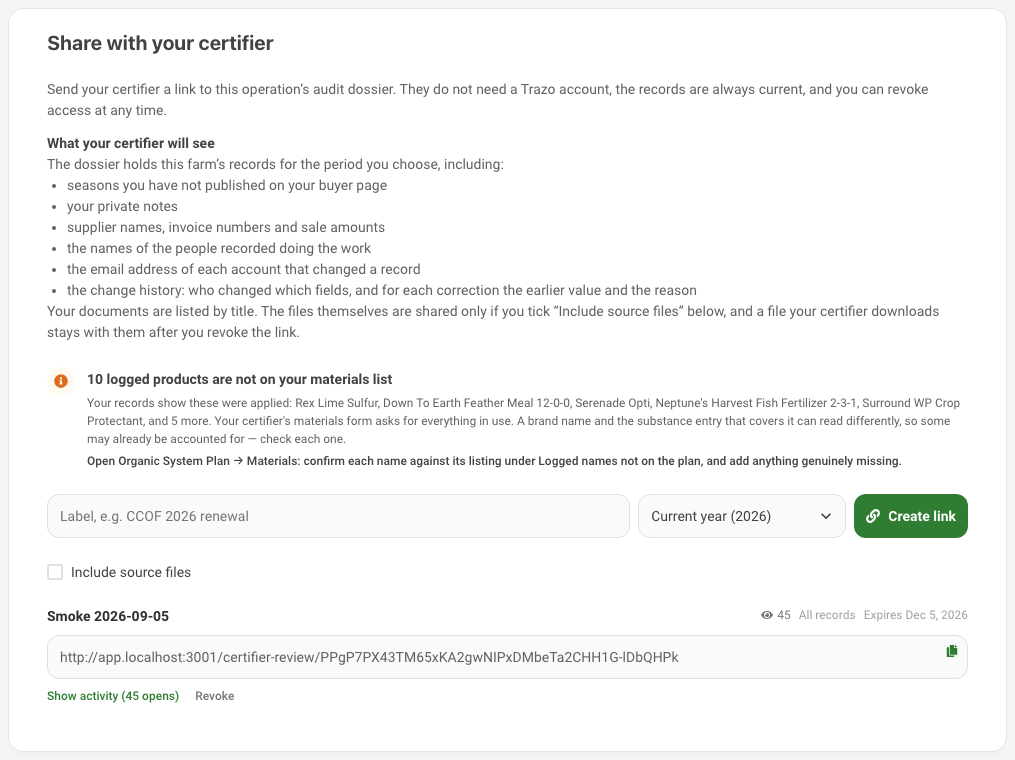 Share with your certifier
Send your certifier a link to this operation’s audit dossier. They do not need a Trazo account, the records are always current, and you can revoke
access at any time.
What your certifier will see
The dossier holds this farm’s records for the period you choose, including:
• seasons you have not published on your buyer page
• your private notes
• supplier names, invoice numbers and sale amounts
• the names of the people recorded doing the work
• the email address of each account that changed a record
• the change history: who changed which fields, and for each correction the earlier value and the reason
Your documents are listed by title. The files themselves are shared only if you tick “Include source files” below, and a file your certifier downloads
stays with them after you revoke the link.
10 logged products are not on your materials list
Your records show these were applied: Rex Lime Sulfur, Down To Earth Feather Meal 12-0-0, Serenade Opti, Neptune's Harvest Fish Fertilizer 2-3-1, Surround WP Crop
Protectant, and 5 more. Your certifier's materials form asks for everything in use. A brand name and the substance entry that covers it can read differently, so some
may already be accounted for — check each one.
Open Organic System Plan → Materials: confirm each name against its listing under Logged names not on the plan, and add anything genuinely missing.
Label, e.g. CCOF 2026 renewal
Current year (2026)
Create link
Include source files
Smoke 2026-09-05
45 All records Expires Dec 5, 2026
http://app.localhost:3001/certifier-review/PPgP7PX43TM65xKA2gwNIPxDMbeTa2CHH1G-lDbQHPk
Show activity (45 opens) Revoke